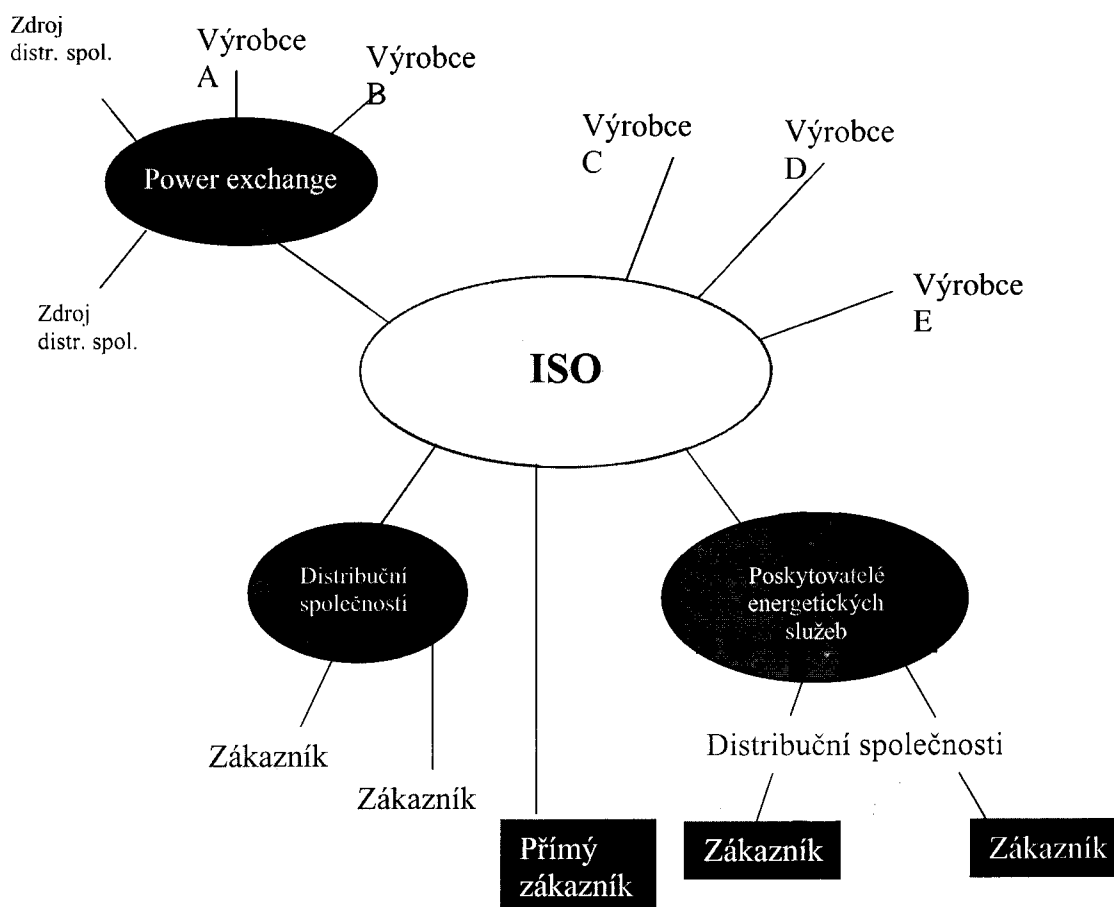 Zdroj
distr. spol.
Výrobce
A
Výrobce
B
Power exchange
Zdroj
distr. spol.
Výrobce
C
Výrobce
D
Výrobce
E
ISO
Distribuční
společnosti
Poskytovatelé
energetických
služeb
Zákazník
Zákazník
Distribuční společnosti
Přímý
zákazník
Zákazník
Zákazník